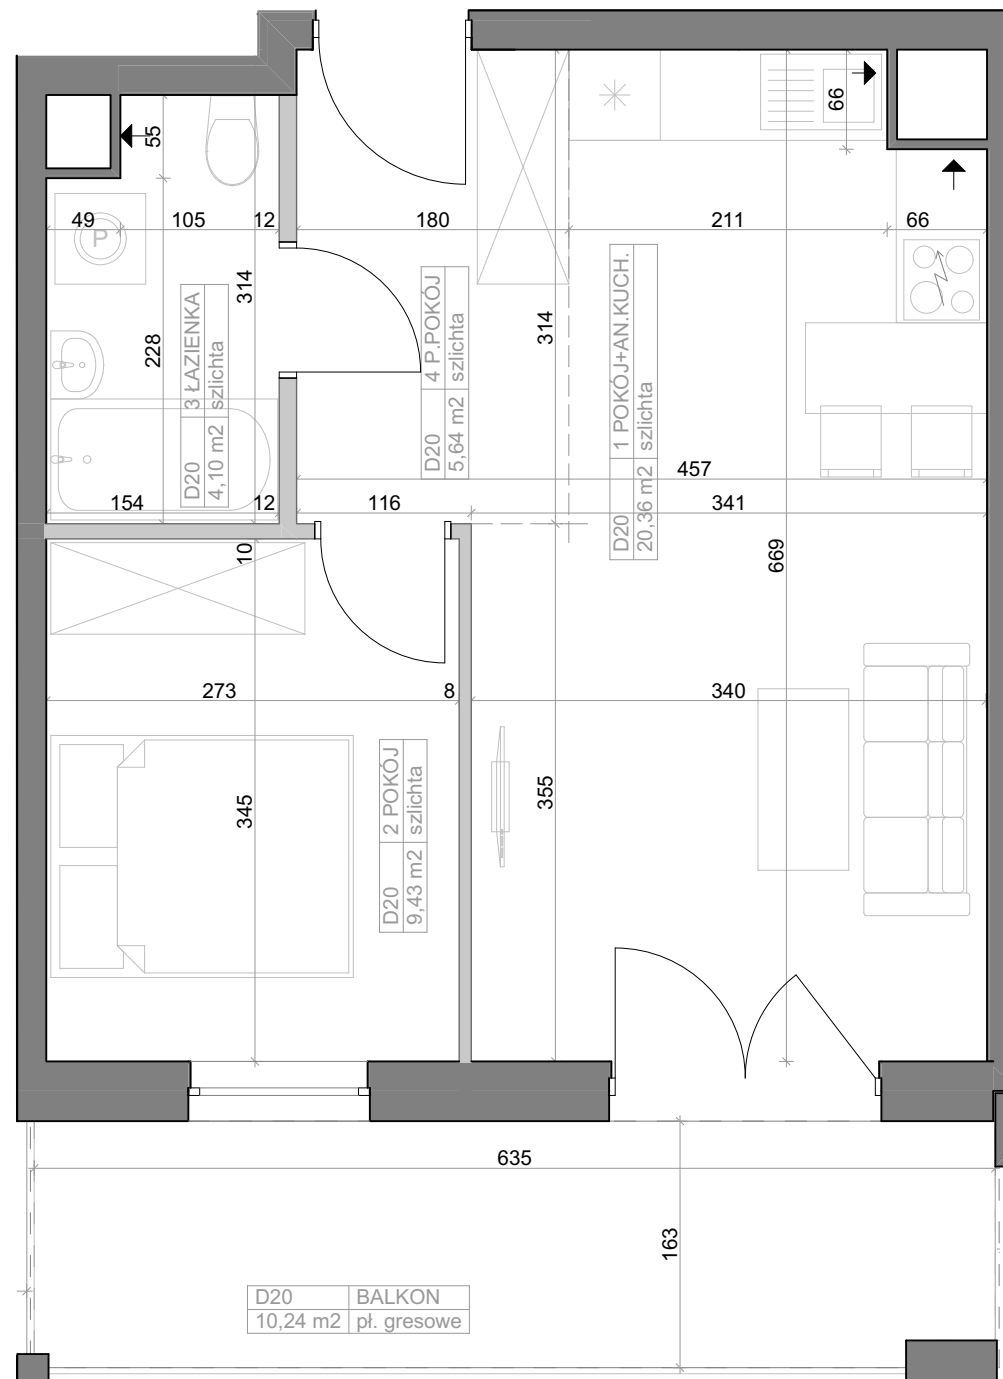 66
55
49
105
12
180
211
66
P
314
228
314
D20
3 ŁAZIENKA
4,10 m2
szlichta
D20
4 P.POKÓJ
5,64 m2
szlichta
D20
1 POKÓJ+AN.KUCH.
20,36 m2
szlichta
457
154
12
116
341
10
669
273
8
340
345
355
D20
2 POKÓJ
9,43 m2
szlichta
635
163
D20 BALKON
10,24 m2 pł. gresowe